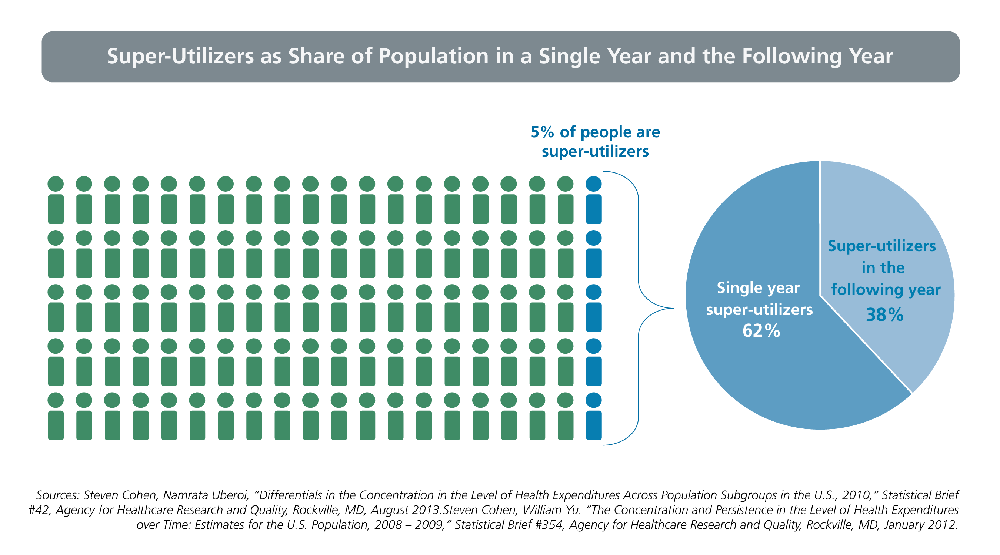 Super-Utilizers as Share of Population in a Single Year and the Following Year
5% of people are
super-utilizers
Single year
super-utilizers
62%
Super-utilizers
in the
following year
38%
Sources: Steven Cohen, Namrata Uberoi, “Differentials in the Concentration in the Level of Health Expenditures Across Population Subgroups in the U.S., 2010,” Statistical Brief
#42, Agency for Healthcare Research and Quality, Rockville, MD, August 2013.Steven Cohen, William Yu. “The Concentration and Persistence in the Level of Health Expenditures
over Time: Estimates for the U.S. Population, 2008 – 2009,” Statistical Brief #354, Agency for Healthcare Research and Quality, Rockville, MD, January 2012.